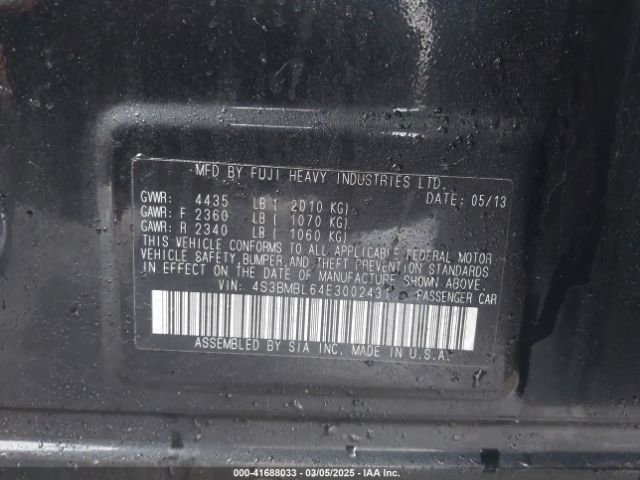 MFD BY FUJI HEAVY INDUSTRIES LTD.
GVWR: 4435 LB ( 2010 KG) DATE: 05/13
GAWR: F 2360 LB ( 1070 KG)
GAWR: R 2340 LB ( 1060 KG)
THIS VEHICLE CONFORMS TO ALL APPLICABLE FEDERAL MOTOR
VEHICLE SAFETY, BUMPER, AND THEFT PREVENTION STANDARDS
IN EFFECT ON THE DATE OF MANUFACTURE SHOWN ABOVE.
VIN: PASSENGER CAR
ASSEMBLED BY SIA INC. MADE IN U.S.A.
000-41688033 — 03/05/2025 — IAA Inc.